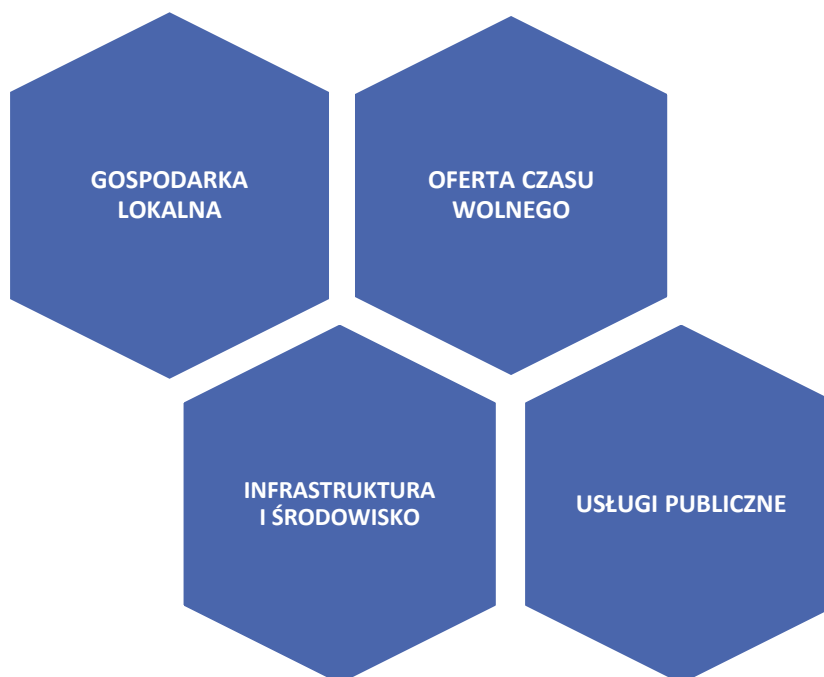 GOSPODARKA
LOKALNA
OFERTA CZASU
WOLNEGO
INFRASTRUKTURA
I ŚRODOWISKO
USŁUGI PUBLICZNE